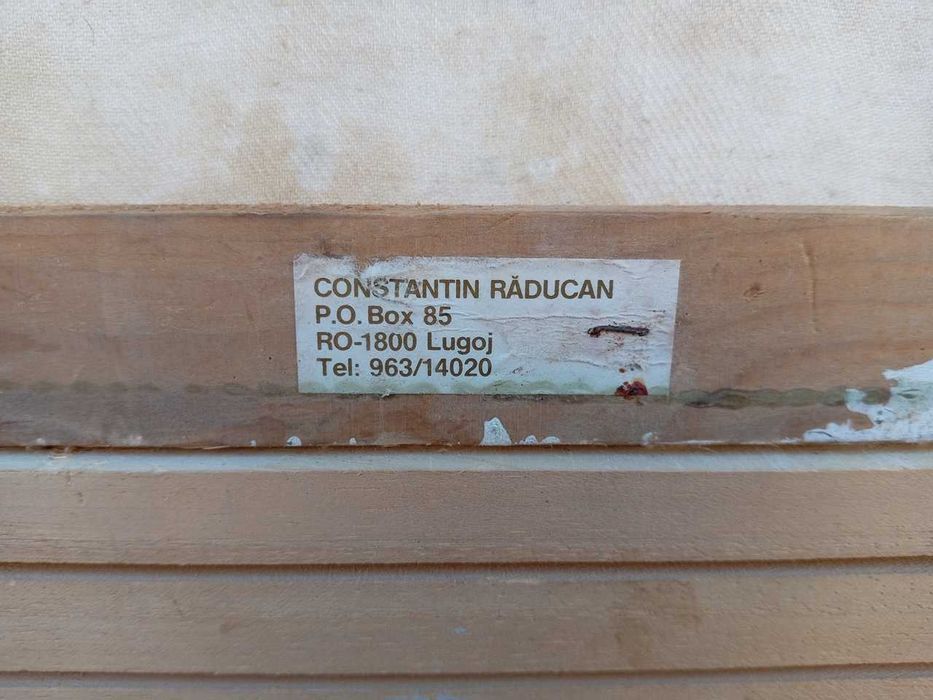 CONSTANTIN RĂDUCAN
P.O. Box 85
RO-1800 Lugoj
Tel: 963/14020